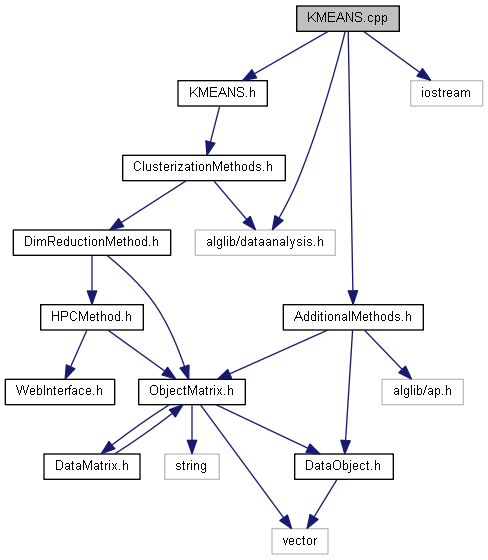 KMEANS.cpp
KMEANS.h
iostream
ClusterizationMethods.h
DimReductionMethod.h
alglib/dataanalysis.h
HPCMethod.h
AdditionalMethods.h
WebInterface.h
ObjectMatrix.h
alglib/ap.h
DataMatrix.h
string
DataObject.h
vector